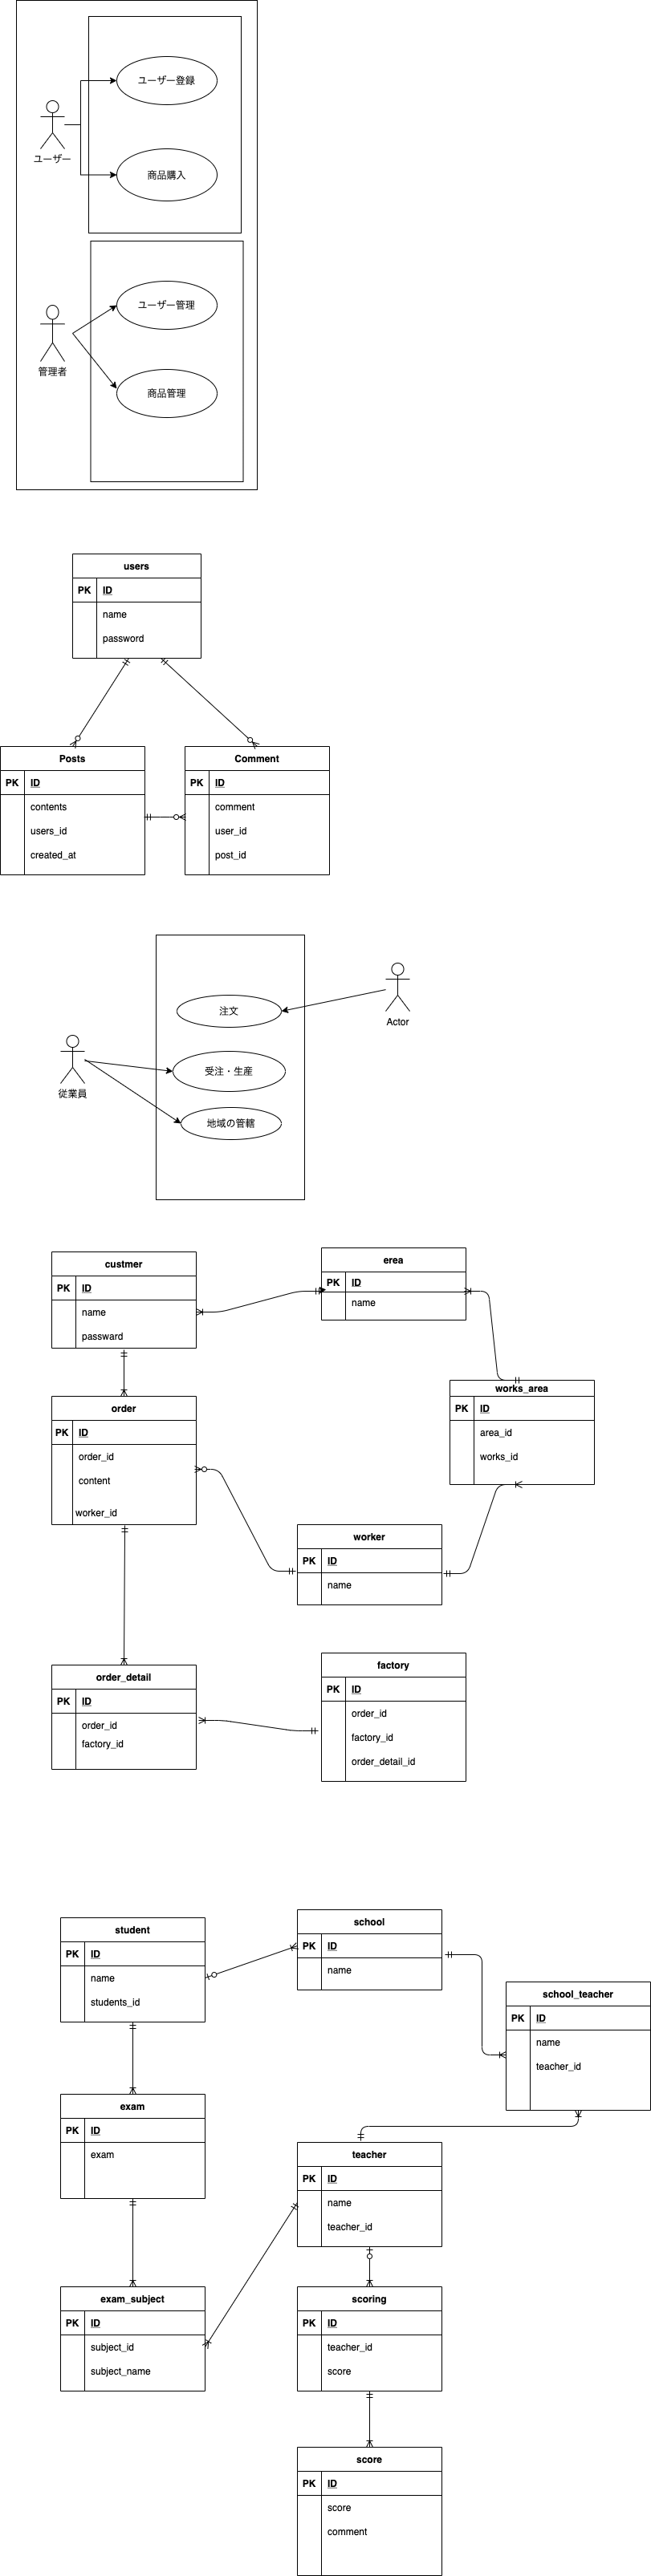 ユーザー登録
ユーザー
商品購入
ユーザー管理
管理者
商品管理
users
PK ID
name
password
Posts
PK ID
contents
users_id
created_at
Comment
PK ID
comment
user_id
post_id
注文
Actor
従業員
受注・生産
地域の管轄
custmer
PK ID
name
passward
erea
PK ID
name
works_area
PK ID
area_id
works_id
order
PK ID
order_id
content
worker_id
worker
PK ID
name
order_detail
PK ID
order_id
factory_id
factory
PK ID
order_id
factory_id
order_detail_id
student
PK ID
name
students_id
school
PK ID
name
school_teacher
PK ID
name
teacher_id
exam
PK ID
exam
teacher
PK ID
name
teacher_id
exam_subject
PK ID
subject_id
subject_name
scoring
PK ID
teacher_id
score
score
PK ID
score
comment